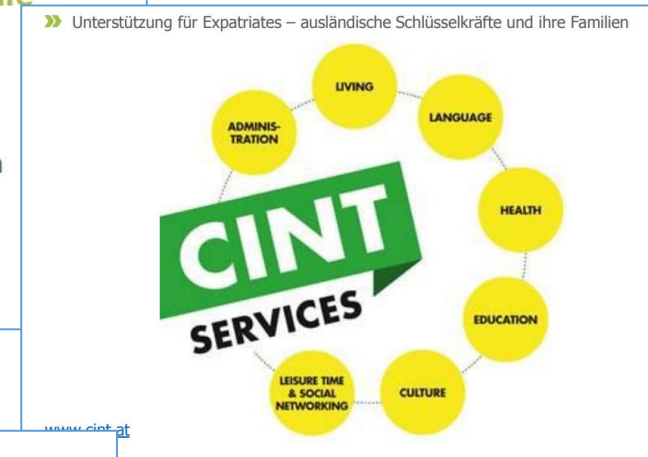 » Unterstützung für Expatriates – ausländische Schlüsselkräfte und ihre Familien
LIVING
ADMINIS-
TRATION
LANGUAGE
HEALTH
CINT
SERVICES
EDUCATION
CULTURE
LEISURE TIME
& SOCIAL
NETWORKING
www.cint.at